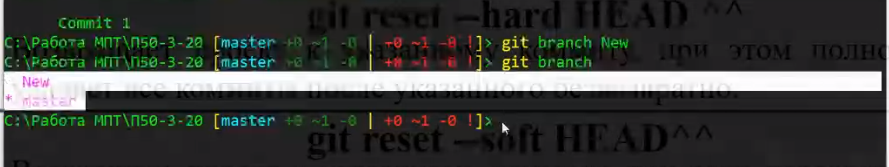 git reset –hard HEAD^^
Commit 1
C:\Работа МПТ\П50-3-20 [master +0 ~1 -0 | +0 ~1 -0 !]> git branch New
при этом полно
C:\Работа МПТ\П50-3-20 [master +0 ~1 -0 | +0 ~1 -0 !]> git branch
New
все после указанного безвозвратно.
* master
C:\Работа МПТ\П50-3-20 [master +0 ~1 -0 | +0 ~1 -0 !]>
git reset –soft HEAD^^